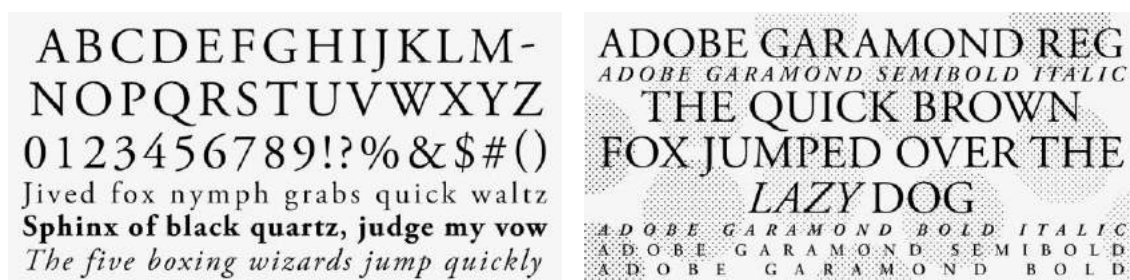 ABCDEFGHIJKLM-
NOPQRSTUVWXYZ
0123456789!?%&$#()
Jived fox nymph grabs quick waltz
Sphinx of black quartz, judge my vow
The five boxing wizards jump quickly
ADOBE GARAMOND REG
ADOBE GARAMOND SEMIBOLD ITALIC
THE QUICK BROWN
FOX JUMPED OVER THE
LAZY DOG
ADOBE GARAMOND BOLD ITALIC
ADOBE GARAMOND SEMIBOLD
ADOBE GARAMOND BOLD